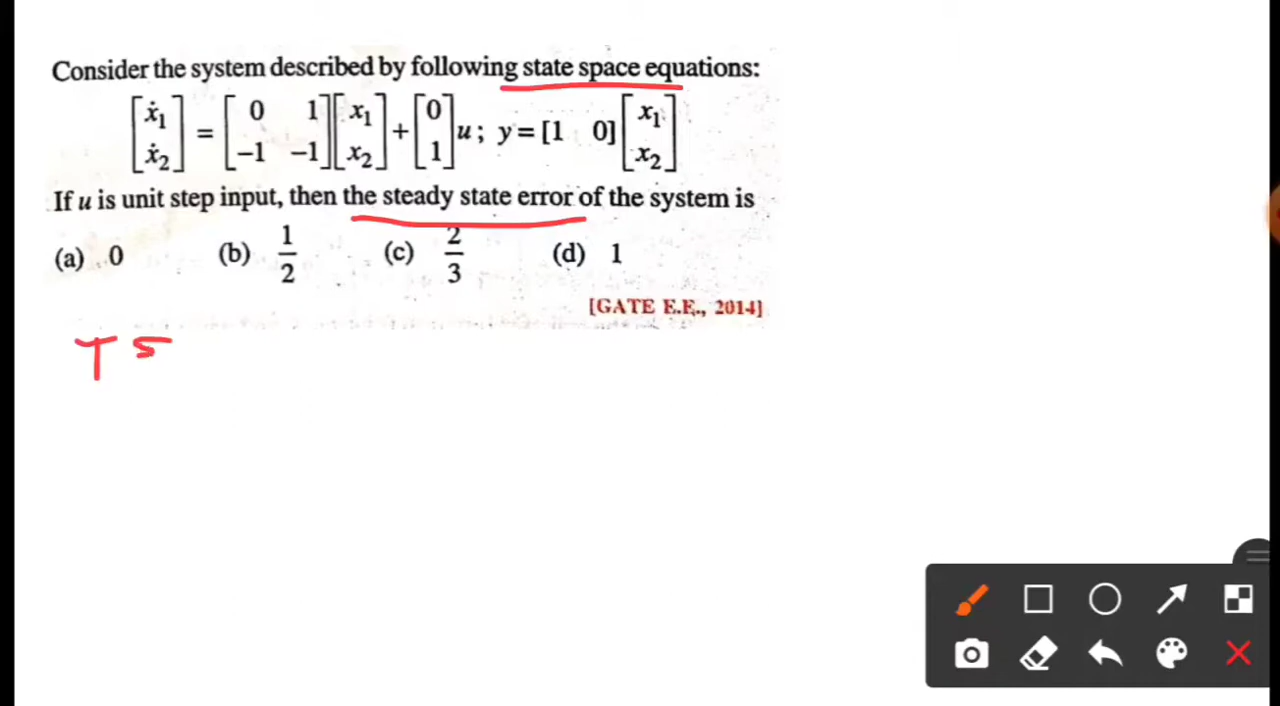 Consider the system described by following state space equations:
[ẋ₁ ẋ₂] = [0 1 −1 −1] [x₁ x₂] + [0 1] u ; y = [1 0] [x₁ x₂]
If u is unit step input, then the steady state error of the system is
(a) 0 (b) 1/2 (c) 2/3 (d) 1
[GATE E.E., 2014]
T S